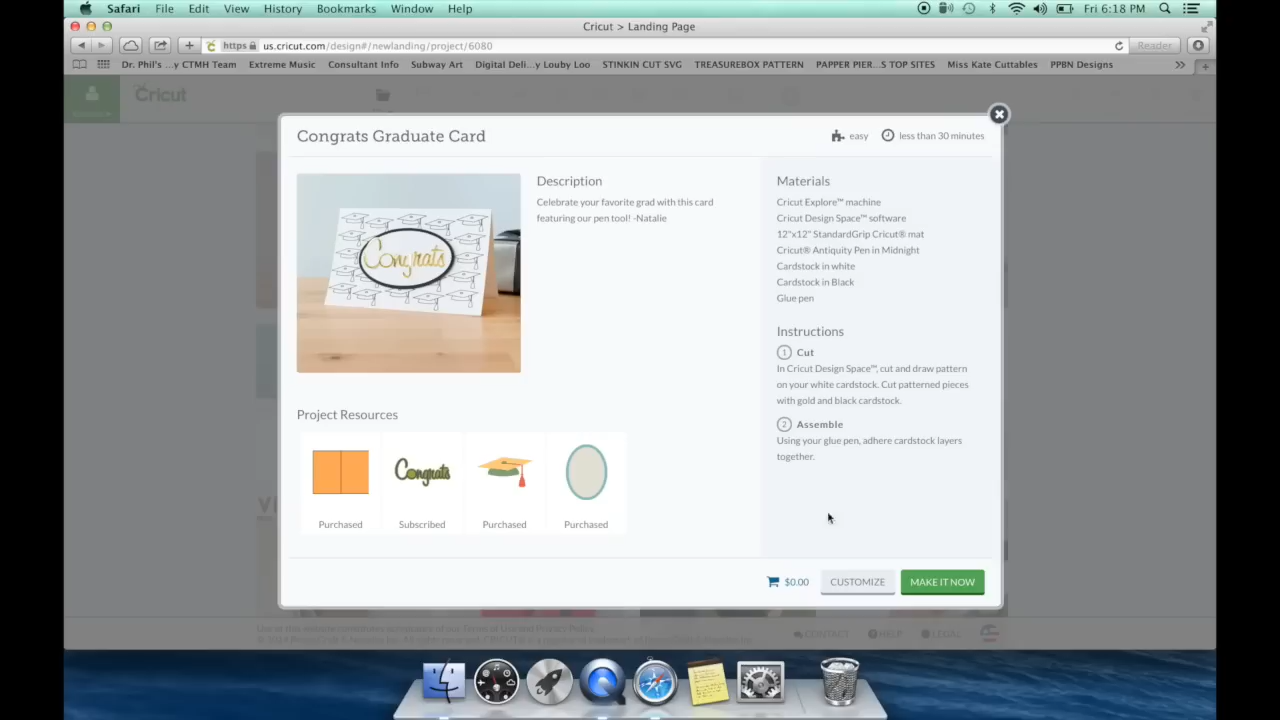 Safari File Edit View History Bookmarks Window Help Fri 6:18 PM
Cricut > Landing Page
https us.cricut.com/design#/newlanding/project/6080 Reader
Dr. Phil's ...y CTMH Team Extreme Music Consultant Info Subway Art Digital Deli...y Louby Loo STINKIN CUT SVG TREASUREBOX PATTERN PAPPER PIER...S TOP SITES Miss Kate Cuttables PPBN Designs
Cricut
Congrats Graduate Card easy less than 30 minutes
Congrats
Description
Celebrate your favorite grad with this card
featuring our pen tool! -Natalie
Project Resources
Congrats
Purchased Subscribed Purchased Purchased
Materials
Cricut Explore™ machine
Cricut Design Space™ software
12"x12" StandardGrip Cricut® mat
Cricut® Antiquity Pen in Midnight
Cardstock in white
Cardstock in Black
Glue pen
Instructions
1 Cut
In Cricut Design Space™, cut and draw pattern
on your white cardstock. Cut patterned pieces
with gold and black cardstock.
2 Assemble
Using your glue pen, adhere cardstock layers
together.
$0.00 CUSTOMIZE MAKE IT NOW
CONTACT HELP LEGAL